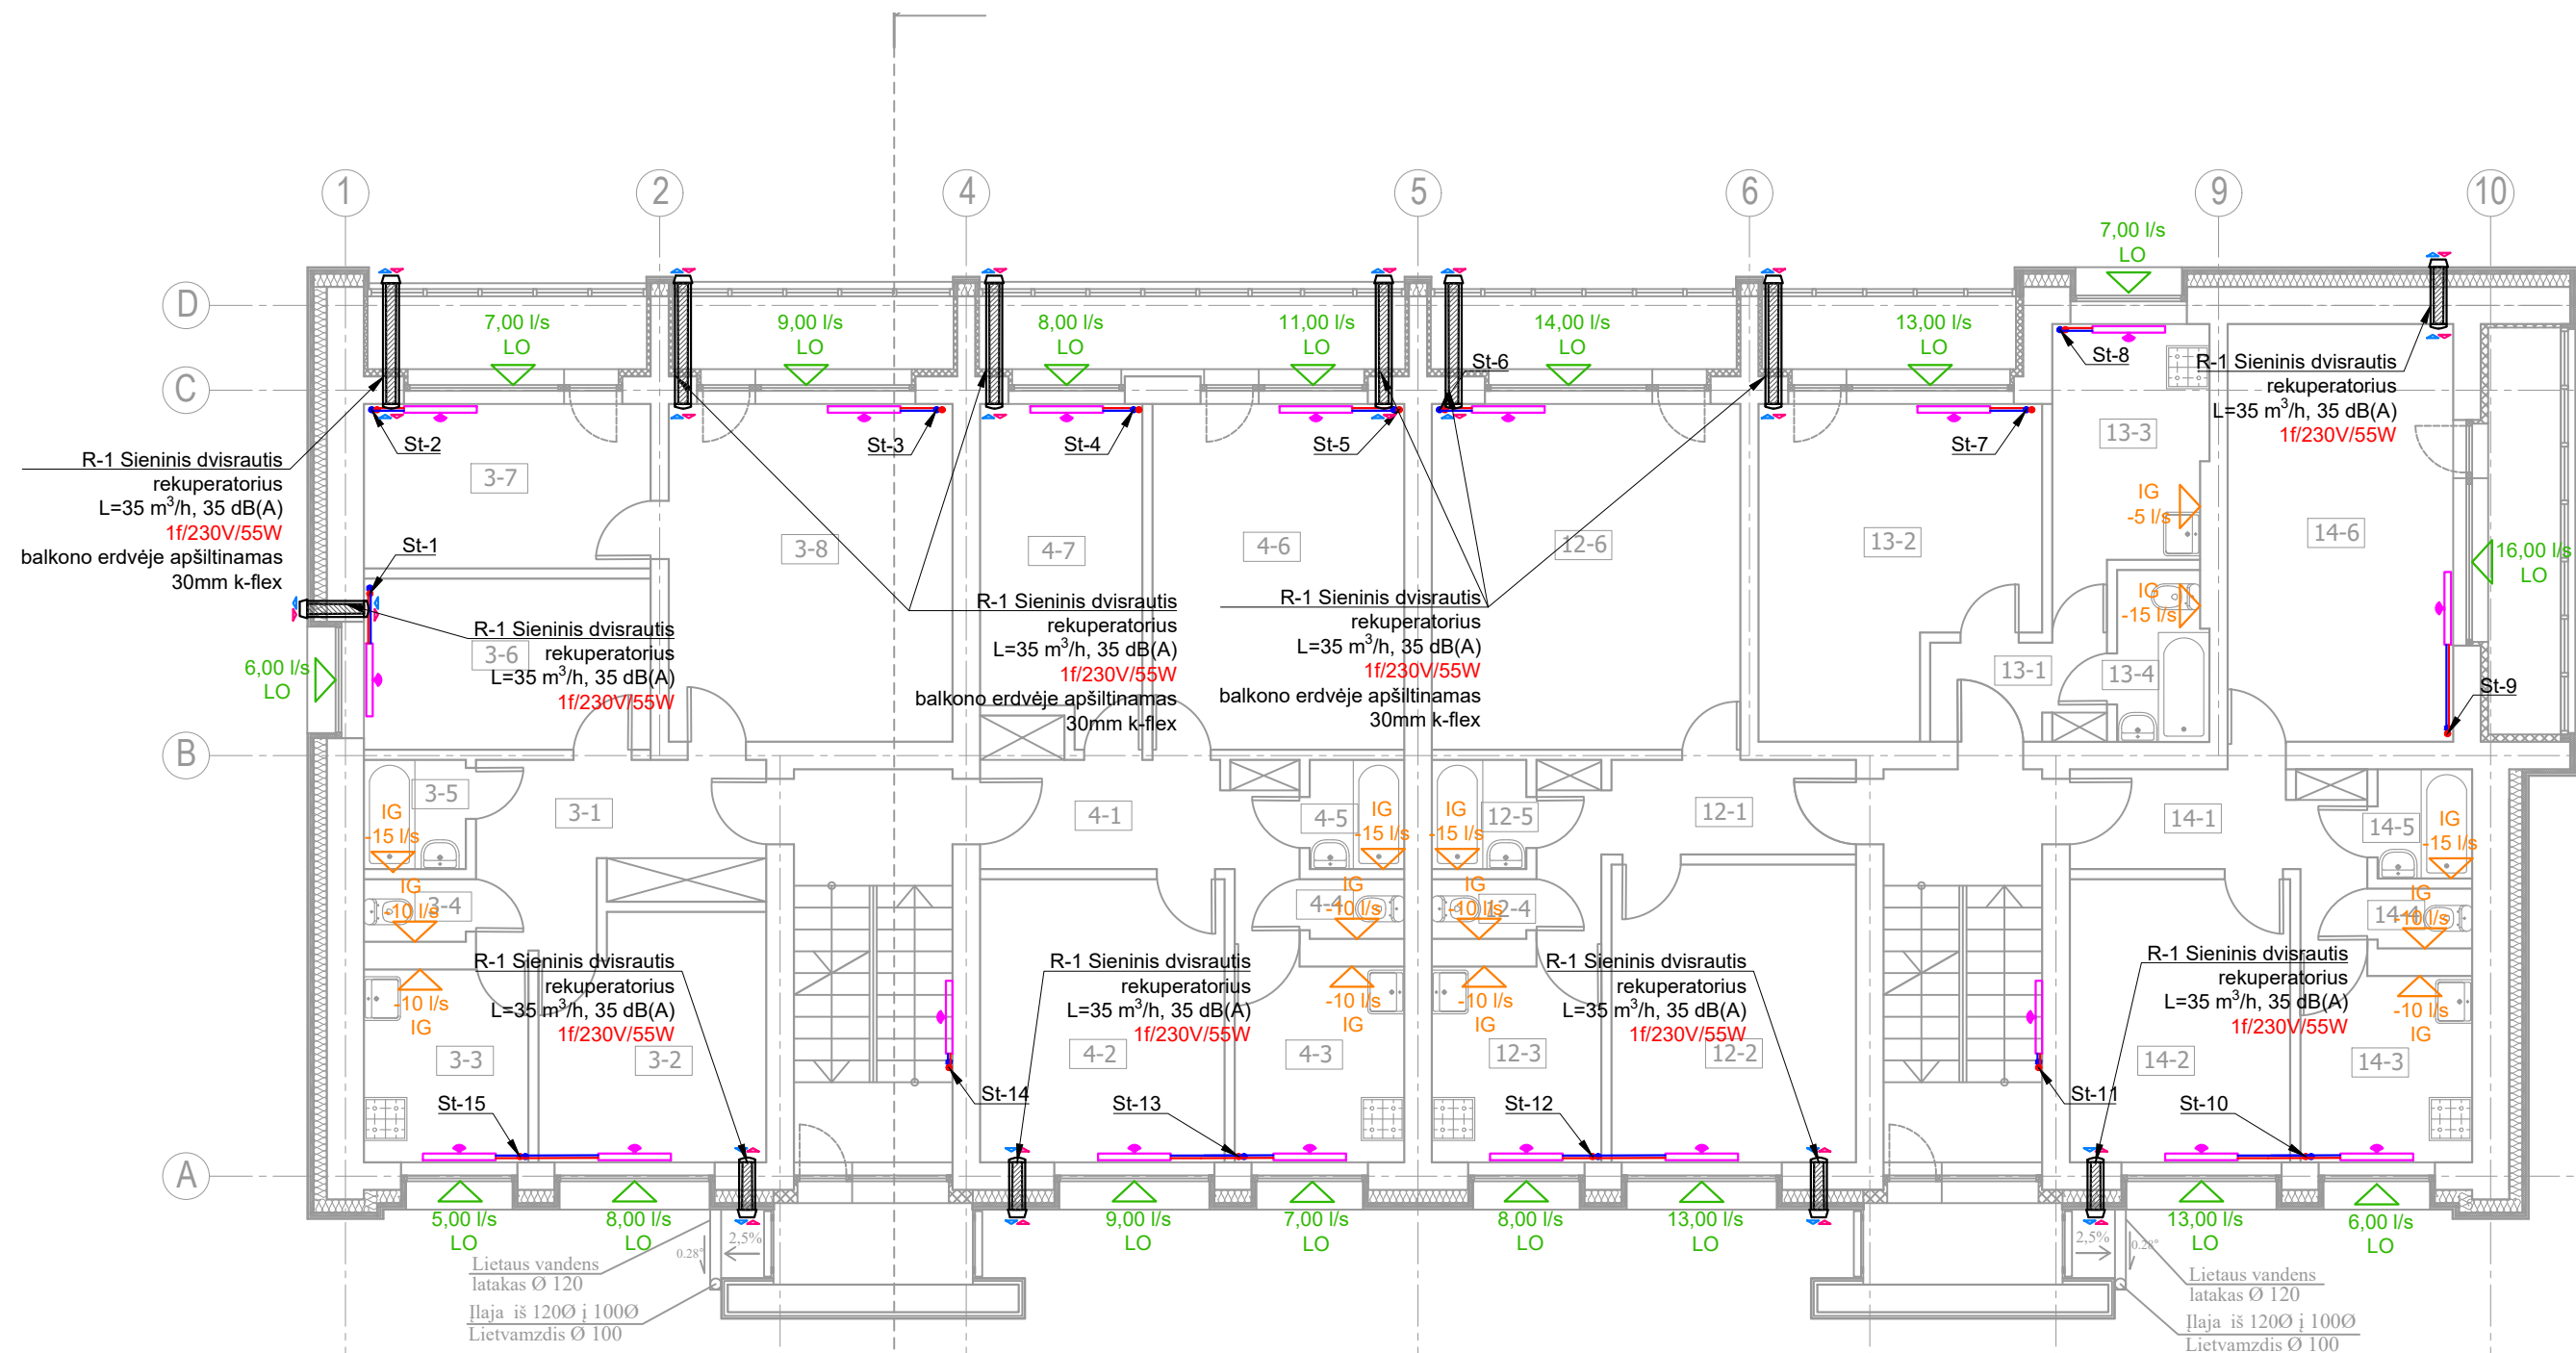 1
2
4
5
6
9
10
7,00 l/s
LO
D
7,00 l/s
LO
9,00 l/s
LO
8,00 l/s
LO
11,00 l/s
LO
14,00 l/s
LO
13,00 l/s
LO
C
St-2
St-3
St-4
St-5
St-6
St-7
St-8
R-1 Sieninis dvisrautis
rekuperatorius
L=35 m³/h, 35 dB(A)
1f/230V/55W
R-1 Sieninis dvisrautis
rekuperatorius
L=35 m³/h, 35 dB(A)
1f/230V/55W
balkono erdvėje apšiltinamas
30mm k-flex
3-7
3-8
4-7
4-6
12-6
13-2
13-3
14-6
IG
-5 l/s
IG
-15 l/s
16,00 l/s
LO
St-1
R-1 Sieninis dvisrautis
rekuperatorius
L=35 m³/h, 35 dB(A)
1f/230V/55W
3-6
6,00 l/s
LO
R-1 Sieninis dvisrautis
rekuperatorius
L=35 m³/h, 35 dB(A)
1f/230V/55W
balkono erdvėje apšiltinamas
30mm k-flex
R-1 Sieninis dvisrautis
rekuperatorius
L=35 m³/h, 35 dB(A)
1f/230V/55W
balkono erdvėje apšiltinamas
30mm k-flex
13-1
13-4
St-9
B
3-5
IG
-15 l/s
3-1
4-1
4-5
IG
-15 l/s
IG
-15 l/s
12-5
12-1
14-1
14-5
IG
-15 l/s
IG
-10 l/s
3-4
4-4
IG
-10 l/s
IG
-10 l/s
12-4
14-4
IG
-10 l/s
-10 l/s
IG
R-1 Sieninis dvisrautis
rekuperatorius
L=35 m³/h, 35 dB(A)
1f/230V/55W
R-1 Sieninis dvisrautis
rekuperatorius
L=35 m³/h, 35 dB(A)
1f/230V/55W
-10 l/s
IG
-10 l/s
IG
R-1 Sieninis dvisrautis
rekuperatorius
L=35 m³/h, 35 dB(A)
1f/230V/55W
R-1 Sieninis dvisrautis
rekuperatorius
L=35 m³/h, 35 dB(A)
1f/230V/55W
-10 l/s
IG
3-3
3-2
4-2
4-3
12-3
12-2
14-2
14-3
St-15
St-14
St-13
St-12
St-11
St-10
A
5,00 l/s
LO
8,00 l/s
LO
9,00 l/s
LO
7,00 l/s
LO
8,00 l/s
LO
13,00 l/s
LO
13,00 l/s
LO
6,00 l/s
LO
0.28°
2,5%
2,5%
0.28°
Lietaus vandens
latakas Ø 120
Įlaja iš 120Ø į 100Ø
Lietvamzdis Ø 100
Lietaus vandens
latakas Ø 120
Įlaja iš 120Ø į 100Ø
Lietvamzdis Ø 100